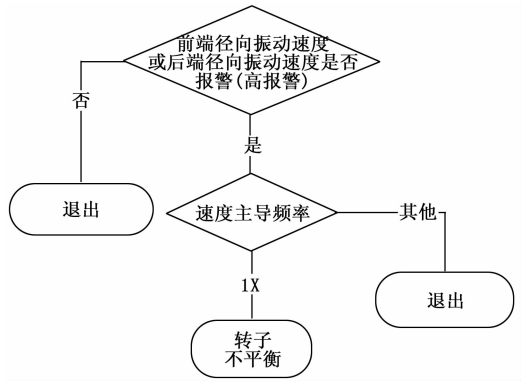 前端径向振动速度
或后端径向振动速度是否
报警(高报警)
否
是
退出
速度主导频率
其他
1X
退出
转子
不平衡